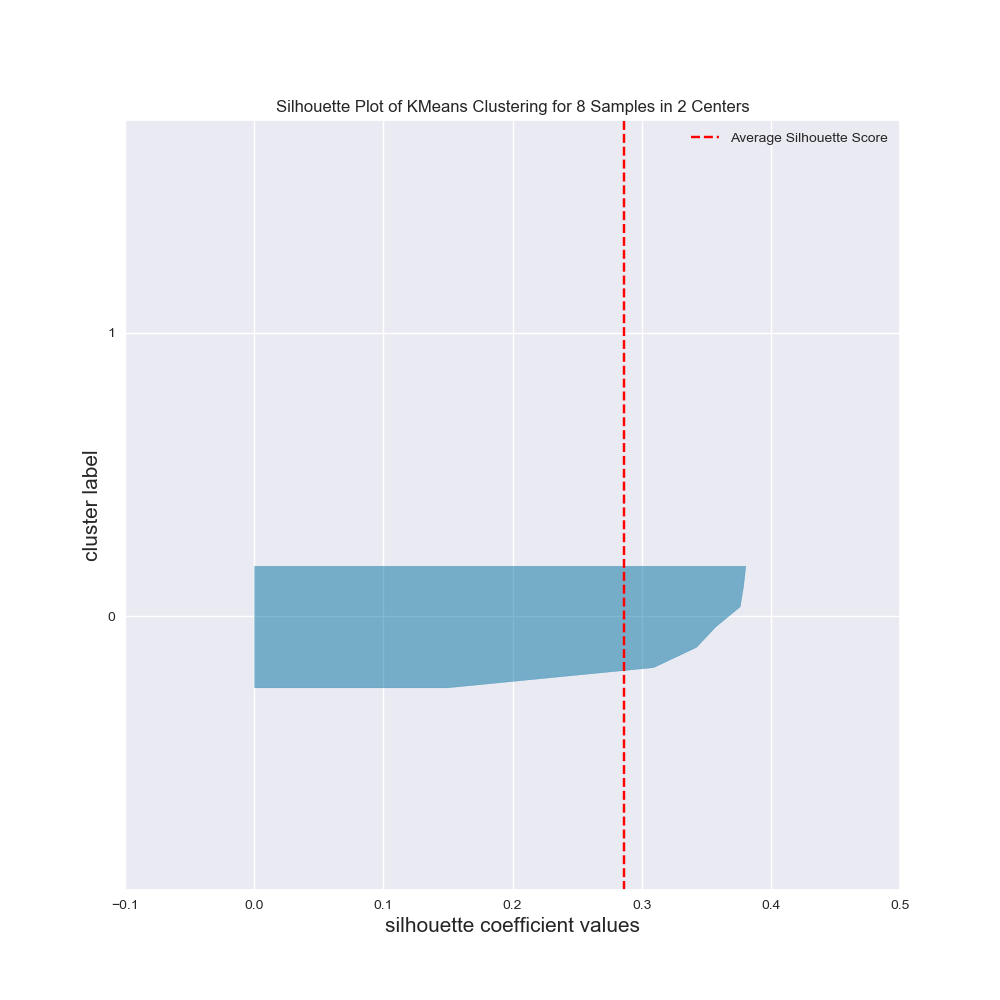 Silhouette Plot of KMeans Clustering for 8 Samples in 2 Centers
Average Silhouette Score
1
0
cluster label
−0.1 0.0 0.1 0.2 0.3 0.4 0.5
silhouette coefficient values